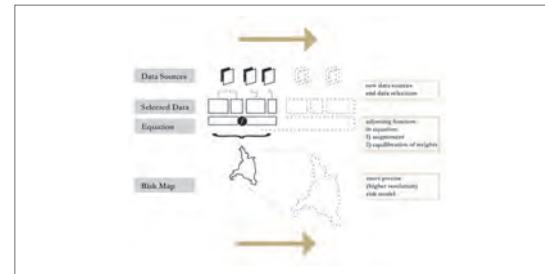 Data Sources
new data sources
and data selection
Selected Data
Equation
adjusting function
in equation:
1) augmented
2) equilibration of weights
Risk Map
more precise
(higher resolution)
risk model